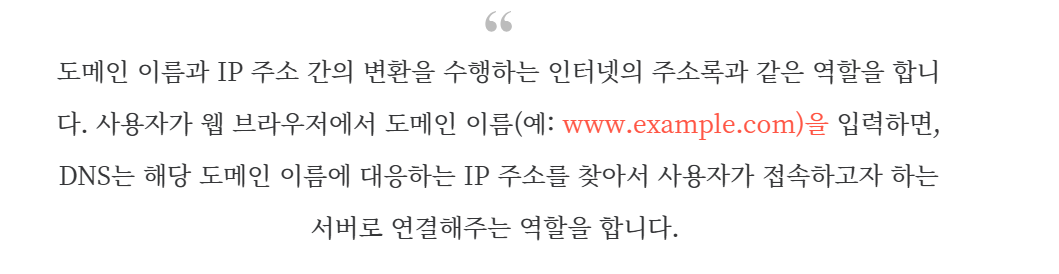 “
도메인 이름과 IP 주소 간의 변환을 수행하는 인터넷의 주소록과 같은 역할을 합니
다. 사용자가 웹 브라우저에서 도메인 이름(예: www.example.com)을 입력하면,
DNS는 해당 도메인 이름에 대응하는 IP 주소를 찾아서 사용자가 접속하고자 하는
서버로 연결해주는 역할을 합니다.